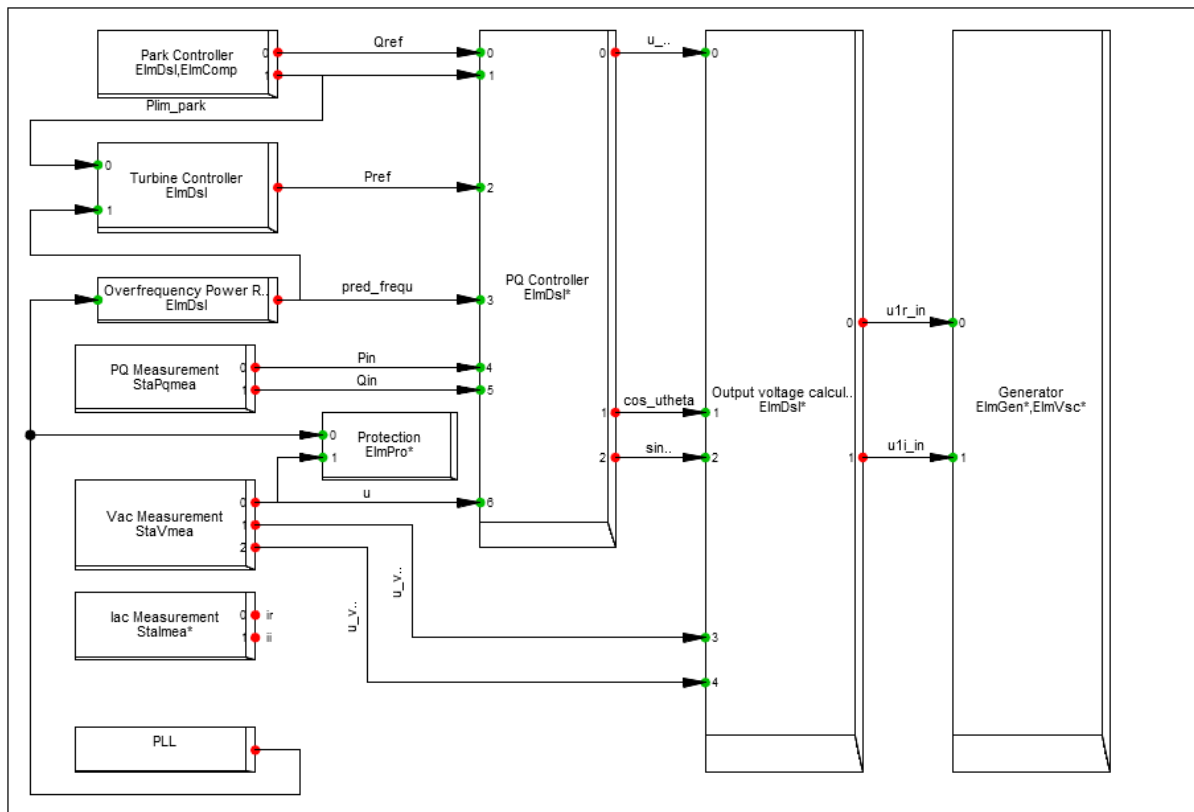 Park Controller
ElmDsl,ElmComp
0
1
Qref
Plim_park
0
1
u_..
0
0
Turbine Controller
ElmDsl
0
1
Pref
2
Overfrequency Power R..
ElmDsl
pred_frequ
3
PQ Controller
ElmDsl*
PQ Measurement
StaPqmea
0
1
Pin
Qin
4
5
Protection
ElmPro*
0
1
Vac Measurement
StaVmea
0
1
2
u
6
u_v..
u_v..
1
2
cos_utheta
sin..
1
2
Output voltage calcul..
ElmDsl*
3
4
0
1
u1r_in
u1i_in
0
1
Generator
ElmGen*,ElmVsc*
Iac Measurement
StaImea*
0
1
ir
ii
PLL